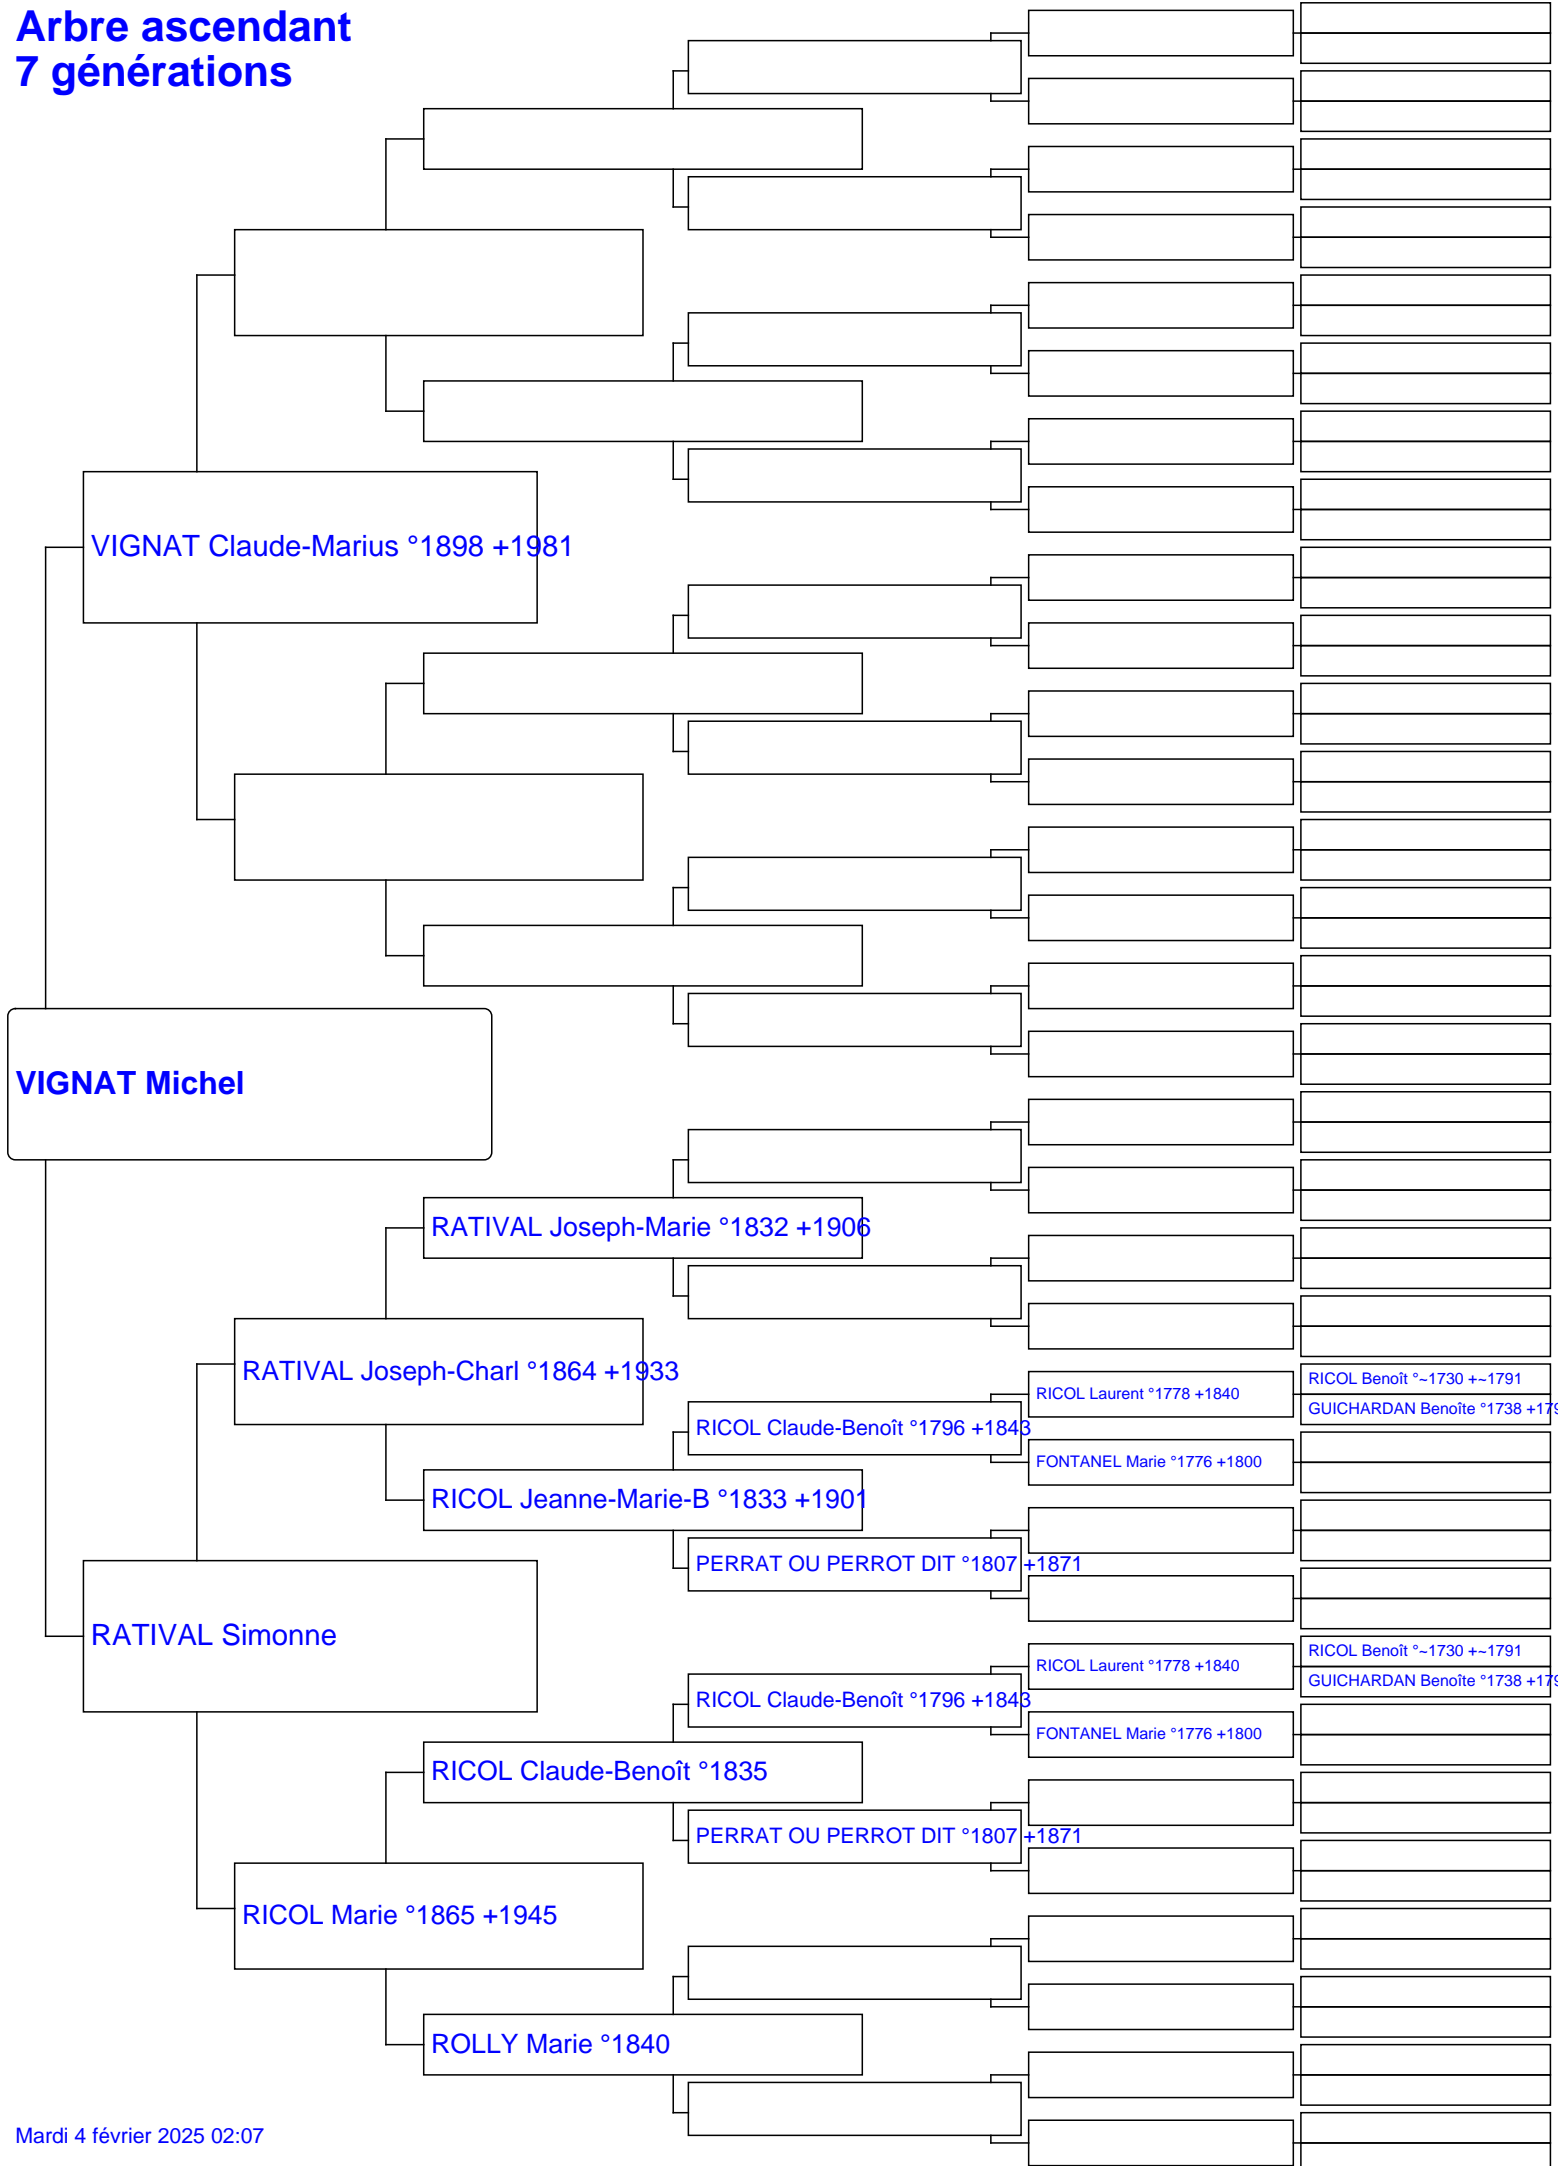 Arbre ascendant
7 générations
VIGNAT Claude-Marius °1898 +1981
VIGNAT Michel
RATIVAL Joseph-Marie °1832 +1906
RATIVAL Joseph-Charl °1864 +1933
RICOL Laurent °1778 +1840
RICOL Benoît °~1730 +~1791
GUICHARDAN Benoîte °1738 +179
RICOL Claude-Benoît °1796 +1843
FONTANEL Marie °1776 +1800
RICOL Jeanne-Marie-B °1833 +1901
PERRAT OU PERROT DIT °1807 +1871
RATIVAL Simonne
RICOL Laurent °1778 +1840
RICOL Benoît °~1730 +~1791
GUICHARDAN Benoîte °1738 +179
RICOL Claude-Benoît °1796 +1843
FONTANEL Marie °1776 +1800
RICOL Claude-Benoît °1835
PERRAT OU PERROT DIT °1807 +1871
RICOL Marie °1865 +1945
ROLLY Marie °1840
Mardi 4 février 2025 02:07